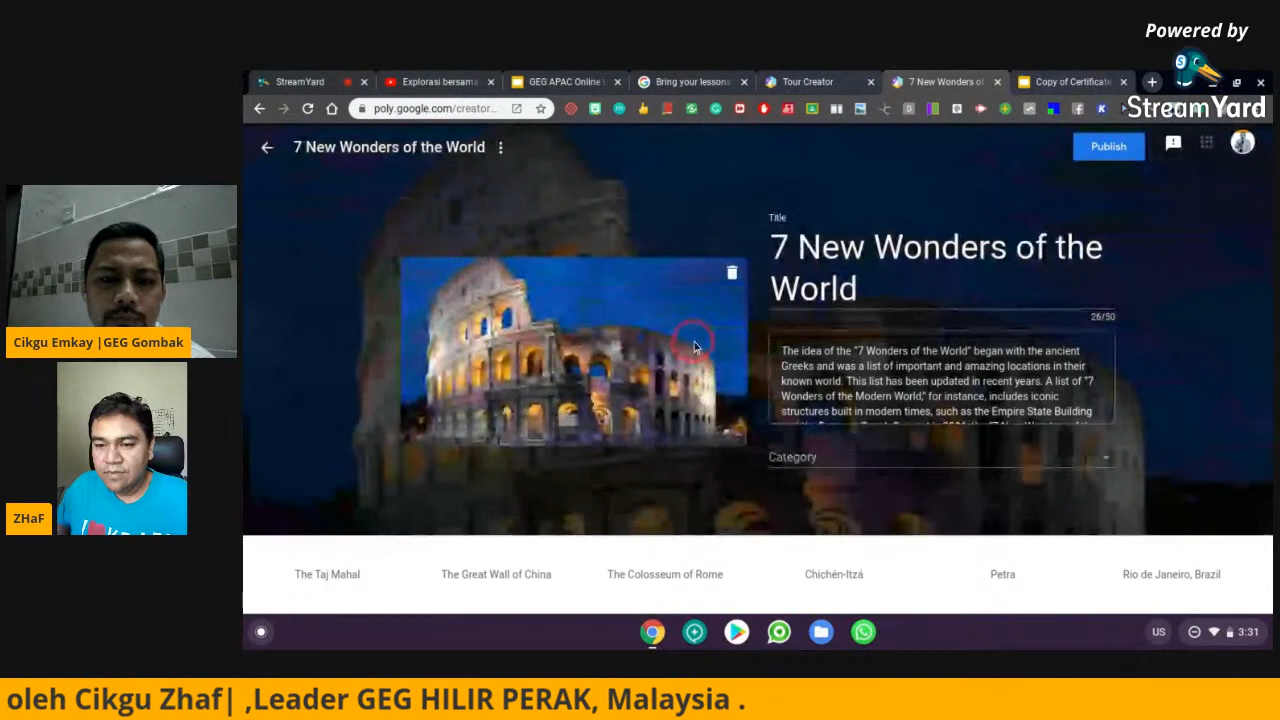 Powered by
StreamYard
StreamYard
Explorasi bersama
GEG APAC Online
Bring your lessons
Tour Creator
7 New Wonders of
Copy of Certificate
poly.google.com/creator...
7 New Wonders of the World
Publish
Title
7 New Wonders of the
World
26/50
The idea of the "7 Wonders of the World" began with the ancient
Greeks and was a list of important and amazing locations in their
known world. This list has been updated in recent years. A list of "7
Wonders of the Modern World," for instance, includes iconic
structures built in modern times, such as the Empire State Building
Category
Cikgu Emkay |GEG Gombak
ZHaF
The Taj Mahal
The Great Wall of China
The Colosseum of Rome
Chichén-Itzá
Petra
Rio de Janeiro, Brazil
US
3:31
oleh Cikgu Zhaf| ,Leader GEG HILIR PERAK, Malaysia .